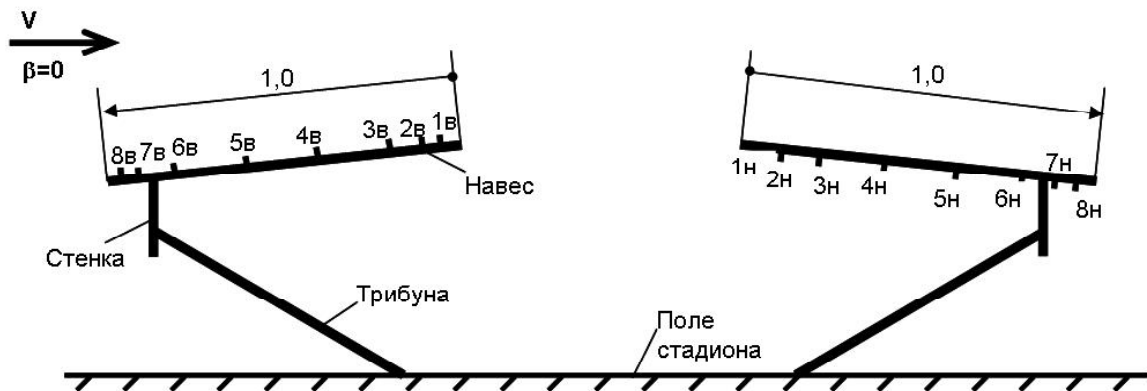 V
β=0
1,0
1,0
8в 7в 6в 5в 4в 3в 2в 1в
1н 2н 3н 4н 5н 6н 7н 8н
Навес
Стенка
Трибуна
Поле
стадиона